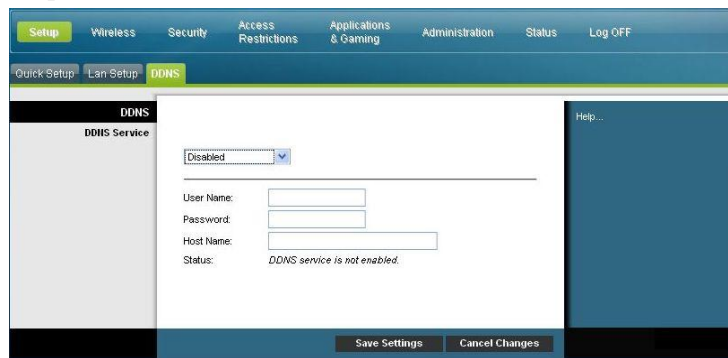 Setup Wireless Security Access Restrictions Applications & Gaming Administration Status Log OFF
Quick Setup Lan Setup DDNS
DDNS
Help...
DDNS Service
Disabled
User Name:
Password:
Host Name:
Status: DDNS service is not enabled.
Save Settings Cancel Changes